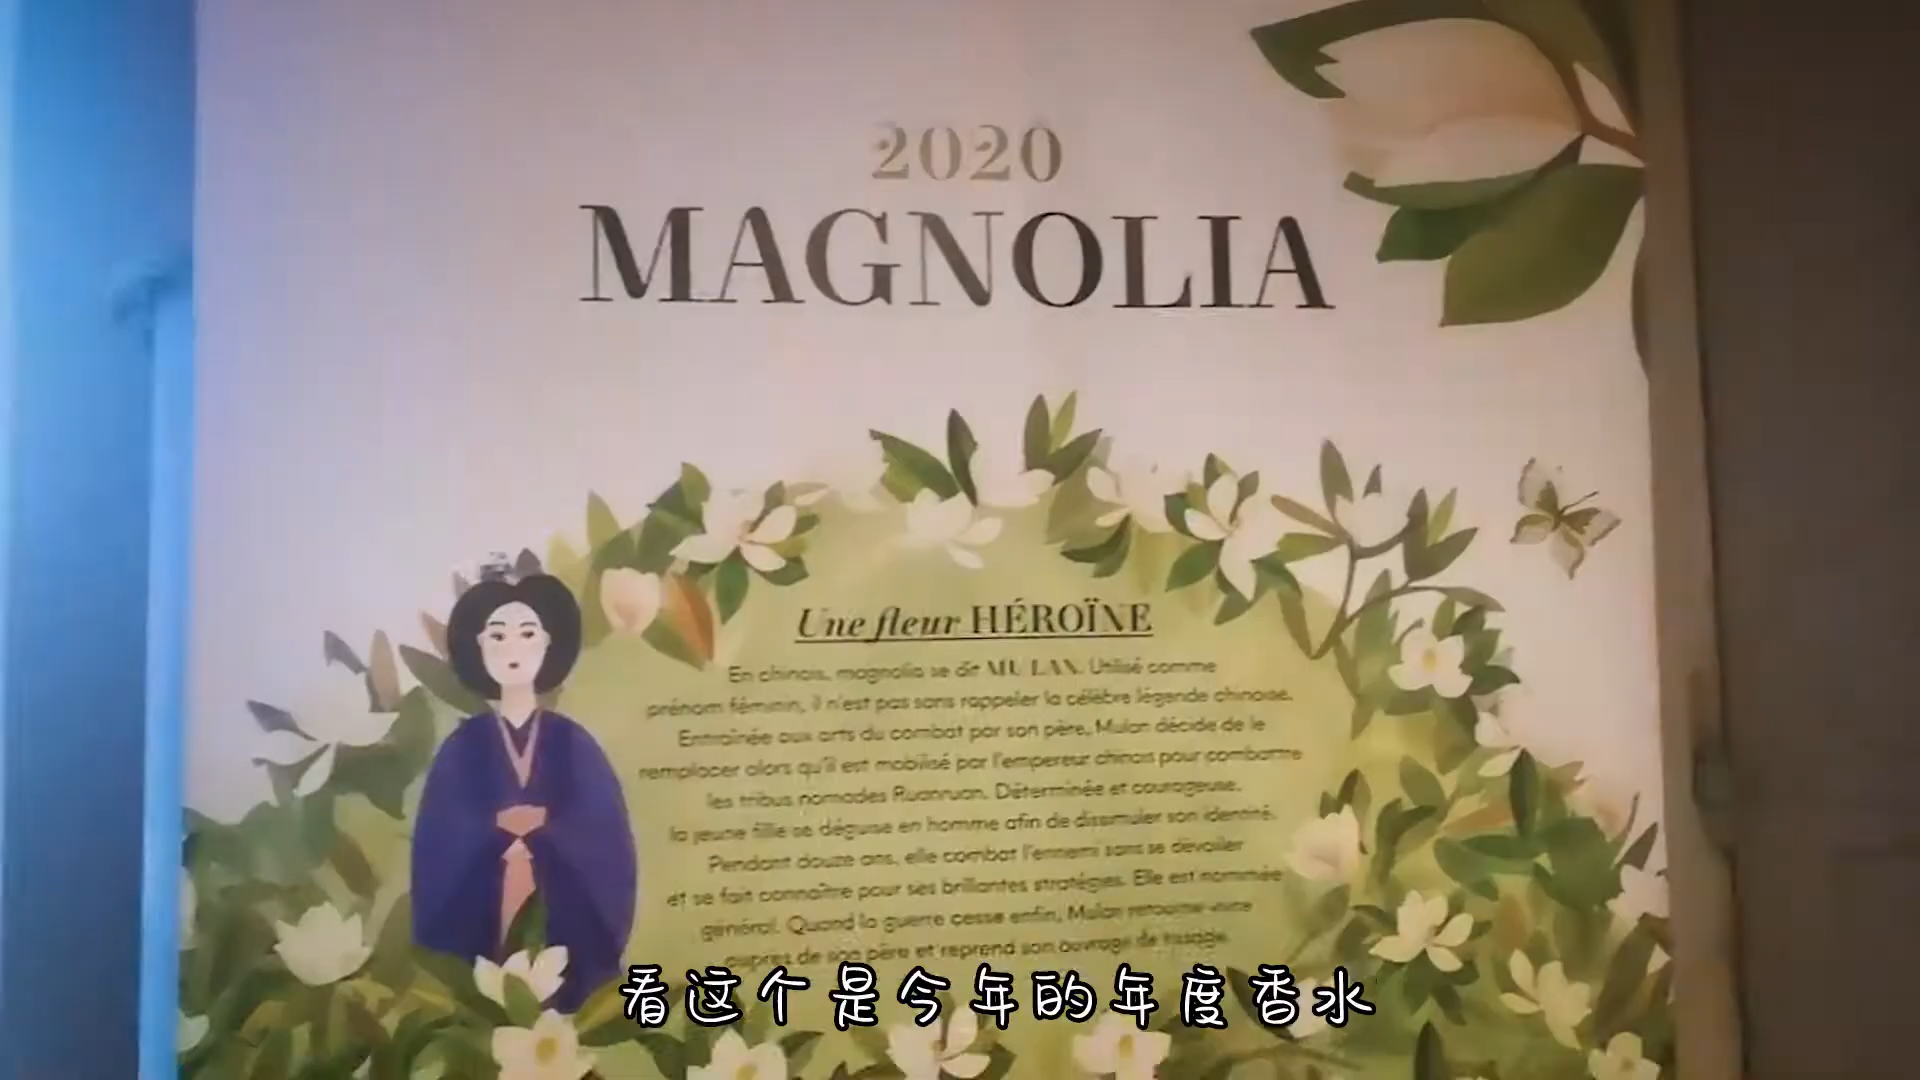 2020
MAGNOLIA
Une fleur HÉROÏNE
En chinois, magnolia se dit MU LAN. Utilisé comme
prénom féminin, il n'est pas sans rappeler la célèbre légende chinoise.
Entraînée aux arts du combat par son père, Mulan décide de le
remplacer alors qu'il est mobilisé par l'empereur chinois pour combattre
les tribus nomades Ruanruan. Déterminée et courageuse,
la jeune fille se déguise en homme afin de dissimuler son identité.
Pendant douze ans, elle combat l'ennemi sans se dévoiler
et se fait connaître pour ses brillantes stratégies. Elle est nommée
général. Quand la guerre cesse enfin, Mulan retourne vivre
auprès de son père et reprend son ouvrage de tissage.
看这个是今年的年度香水